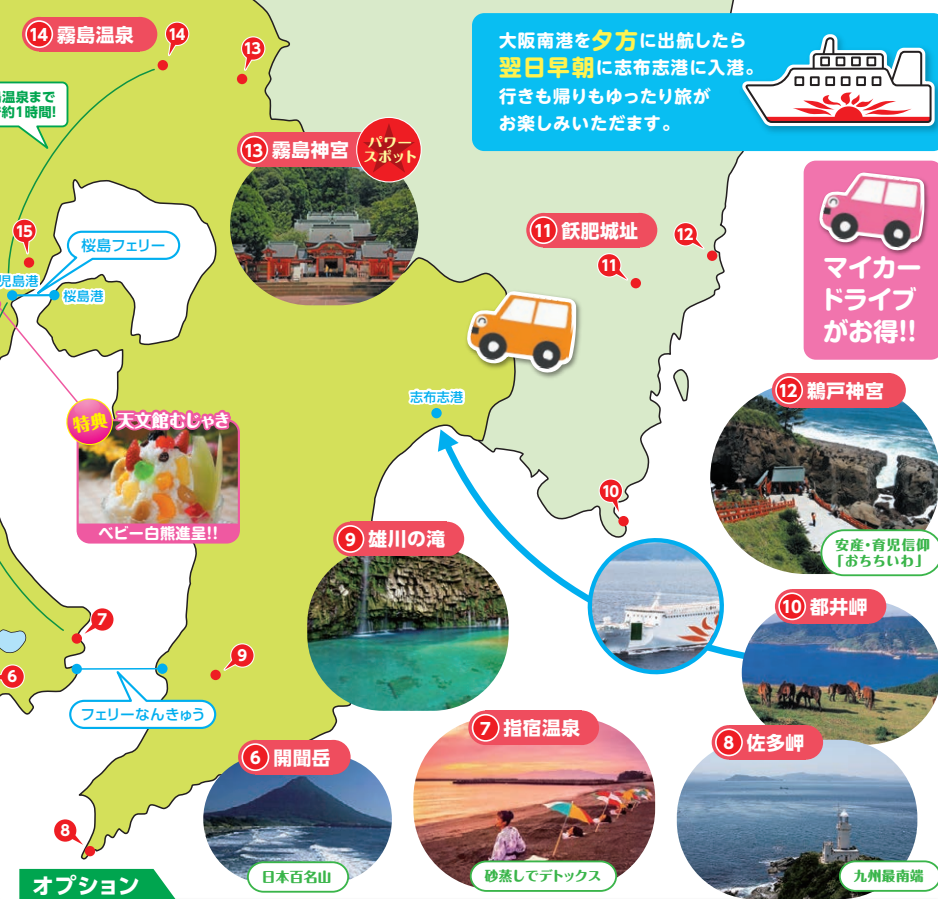 14 霧島温泉
14
13
温泉まで
約1時間!
大阪南港を夕方に出航したら
翌日早朝に志布志港に入港。
行きも帰りもゆったり旅が
お楽しみいただます。
13 霧島神宮
パワー
スポット
マイカー
ドライブ
がお得!!
15
桜島フェリー
児島港
桜島港
11 飫肥城址
11
12
特典 天文館むじゃき
ベビー白熊進呈!!
志布志港
10
12 鵜戸神宮
安産・育児信仰
「おちちいわ」
9 雄川の滝
10 都井岬
7
6
9
フェリーなんきゅう
8
6 開聞岳
日本百名山
7 指宿温泉
砂蒸しでデトックス
8 佐多岬
九州最南端
オプション